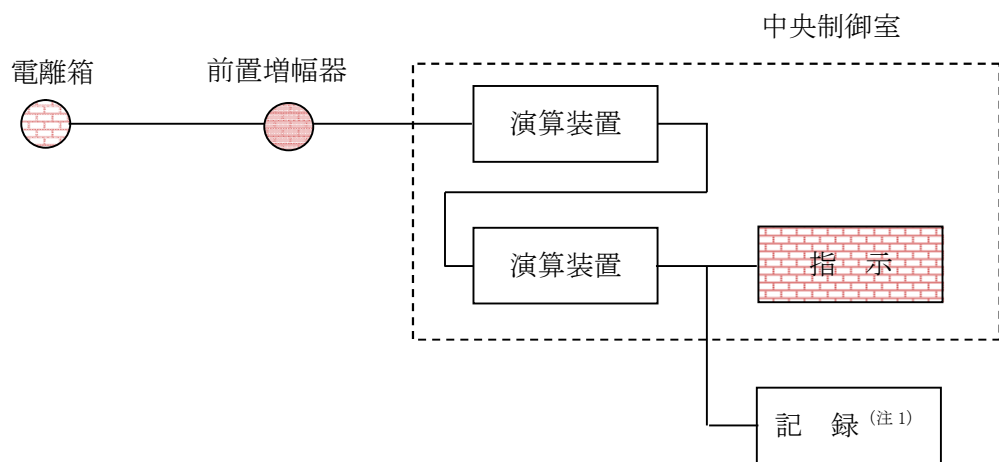 中央制御室
電離箱
前置増幅器
演算装置
演算装置
指 示
記 録 (注1)